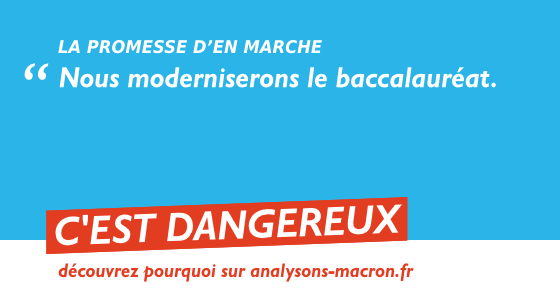 LA PROMESSE D’EN MARCHE
“ Nous moderniserons le baccalauréat.
C'EST DANGEREUX
découvrez pourquoi sur analysons-macron.fr